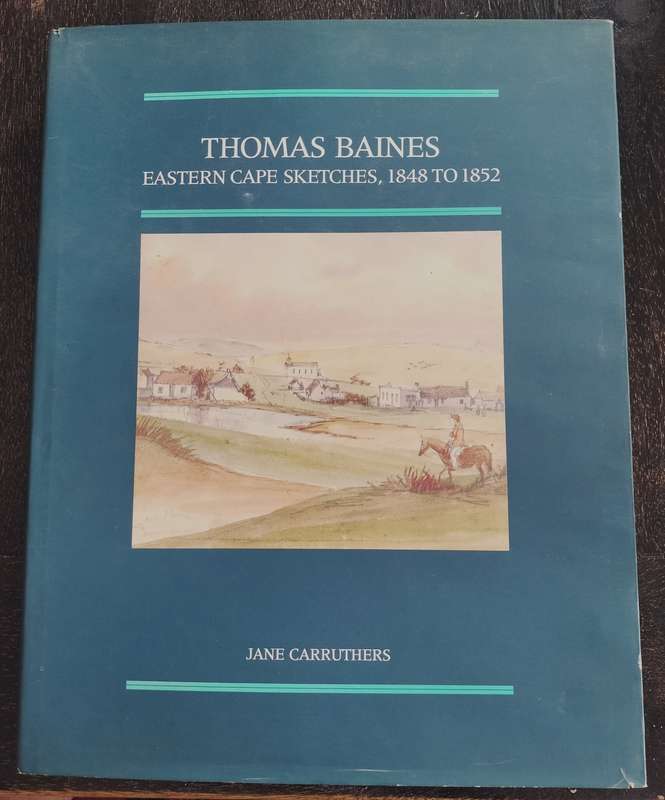 THOMAS BAINES
EASTERN CAPE SKETCHES, 1848 TO 1852
JANE CARRUTHERS